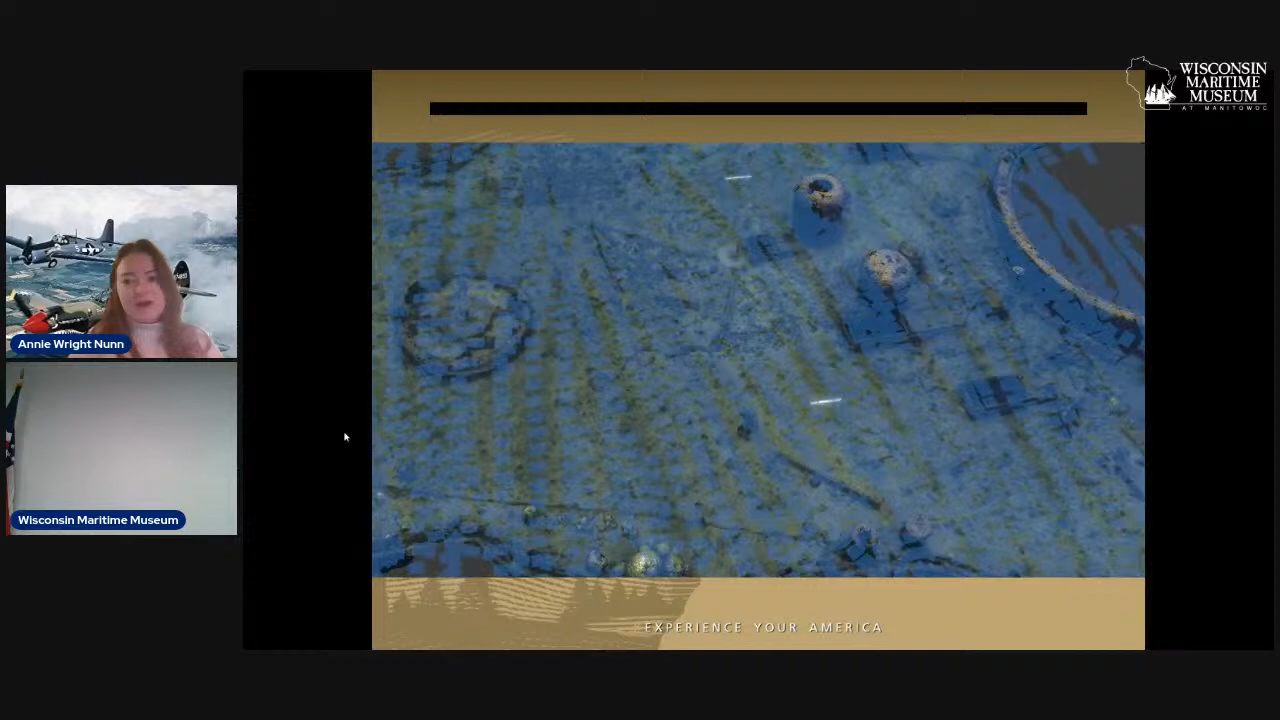 WISCONSIN
MARITIME
MUSEUM
AT MANITOWOC
Annie Wright Nunn
Wisconsin Maritime Museum
EXPERIENCE YOUR AMERICA